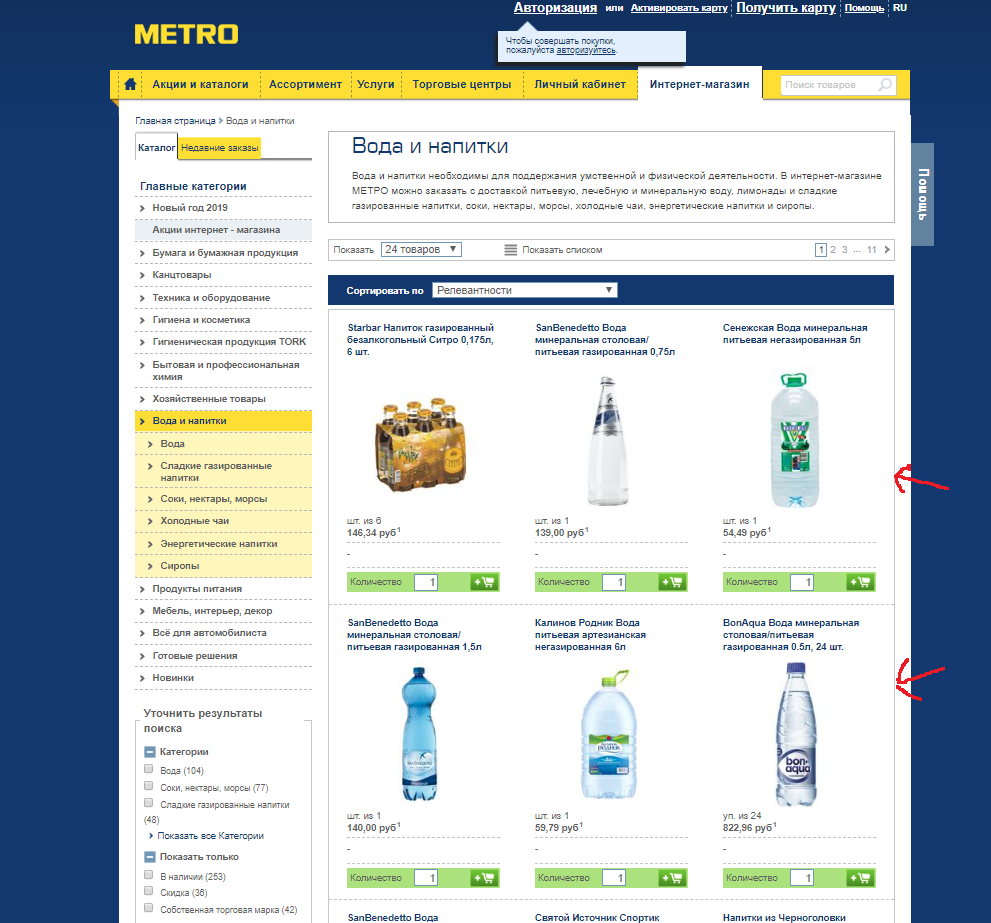 Авторизация или Активировать карту Получить карту Помощь RU
METRO
Чтобы совершать покупки,
пожалуйста авторизуйтесь.
Акции и каталоги Ассортимент Услуги Торговые центры Личный кабинет Интернет-магазин Поиск товаров
Главная страница Вода и напитки
Каталог Недавние заказы
Главные категории
Новый год 2019
Акции интернет - магазина
Бумага и бумажная продукция
Канцтовары
Техника и оборудование
Гигиена и косметика
Гигиеническая продукция TORK
Бытовая и профессиональная
химия
Хозяйственные товары
Вода и напитки
Вода
Сладкие газированные
напитки
Соки, нектары, морсы
Холодные чаи
Энергетические напитки
Сиропы
Продукты питания
Мебель, интерьер, декор
Всё для автомобилиста
Готовые решения
Новинки
Уточнить результаты
поиска
Категории
Вода (104)
Соки, нектары, морсы (77)
Сладкие газированные напитки
(48)
Показать все Категории
Показать только
В наличии (253)
Скидка (36)
Собственная торговая марка (42)
Вода и напитки
Вода и напитки необходимы для поддержания умственной и физической деятельности. В интернет-магазине
МЕТРО можно заказать с доставкой питьевую, лечебную и минеральную воду, лимонады и сладкие
газированные напитки, соки, нектары, морсы, холодные чаи, энергетические напитки и сиропы.
Помощь
Показать 24 товаров Показать списком 1 2 3 ... 11
Сортировать по Релевантности
Starbar Напиток газированный
безалкогольный Ситро 0,175л,
6 шт.
шт. из 6
146,34 руб1
-
Количество 1
SanBenedetto Вода
минеральная столовая/
питьевая газированная 0,75л
шт. из 1
139,00 руб1
-
Количество 1
Сенежская Вода минеральная
питьевая негазированная 5л
шт. из 1
54,49 руб1
-
Количество 1
SanBenedetto Вода
минеральная столовая/
питьевая газированная 1,5л
шт. из 1
140,00 руб1
-
Количество 1
Калинов Родник Вода
питьевая артезианская
негазированная 6л
родник
шт. из 1
59,79 руб1
-
Количество 1
BonAqua Вода минеральная
столовая/питьевая
газированная 0.5л, 24 шт.
bon
aqua
уп. из 24
822,96 руб1
-
Количество 1
SanBenedetto Вода
Святой Источник Спортик
Напитки из Черноголовки